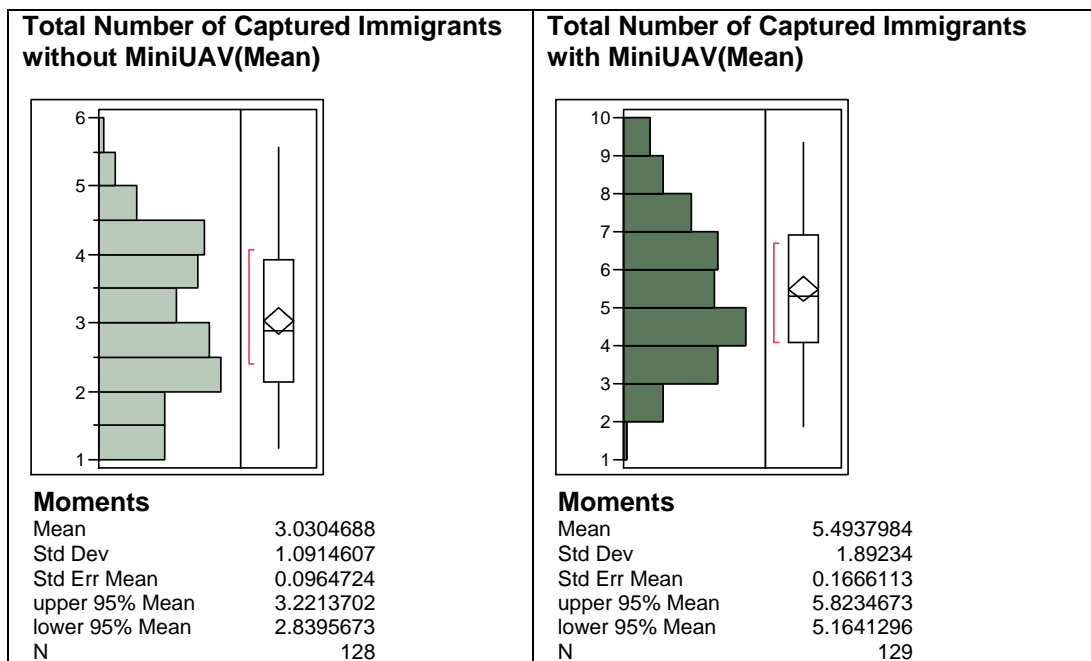 Total Number of Captured Immigrants
without MiniUAV(Mean)
6
5
4
3
2
1
Moments
Mean 3.0304688
Std Dev 1.0914607
Std Err Mean 0.0964724
upper 95% Mean 3.2213702
lower 95% Mean 2.8395673
N 128
Total Number of Captured Immigrants
with MiniUAV(Mean)
10
9
8
7
6
5
4
3
2
1
Moments
Mean 5.4937984
Std Dev 1.89234
Std Err Mean 0.1666113
upper 95% Mean 5.8234673
lower 95% Mean 5.1641296
N 129